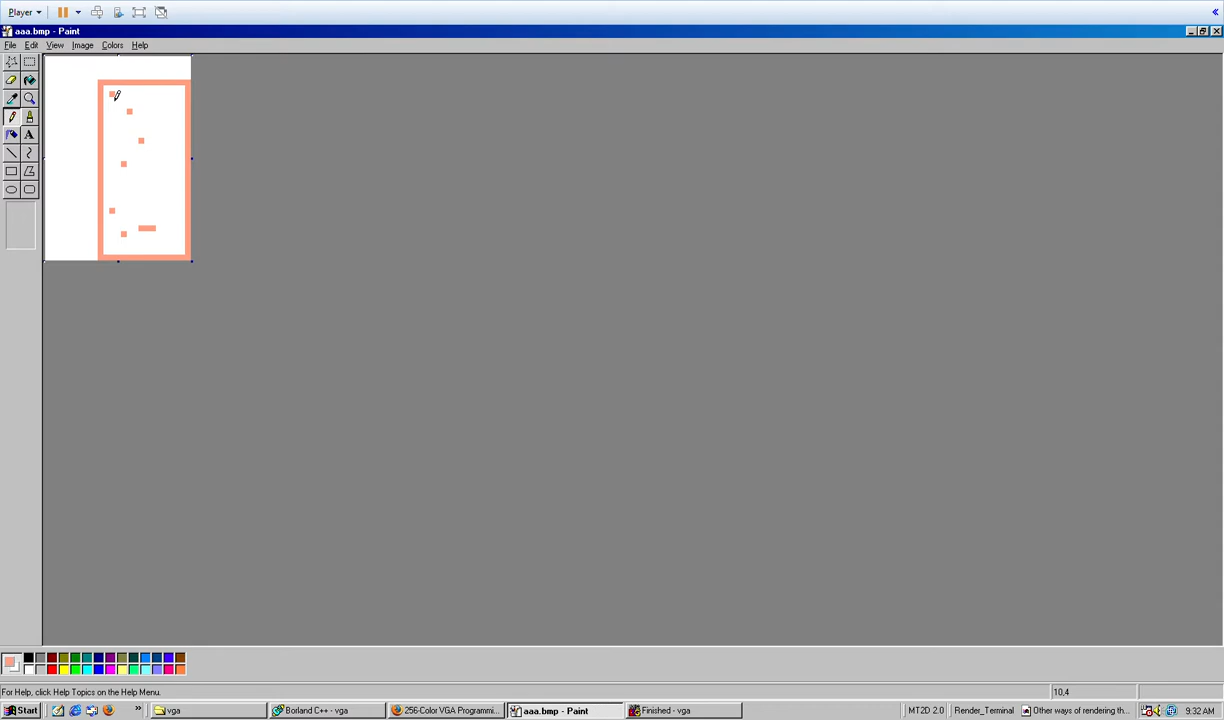 Player
aaa.bmp - Paint
File Edit View Image Colors Help
A
For Help, click Help Topics on the Help Menu.
10,4
Start
vga
Borland C++ - vga
256-Color VGA Programmi...
aaa.bmp - Paint
Finished - vga
MT2D 2.0
Render_Terminal
Other ways of rendering th...
9:32 AM